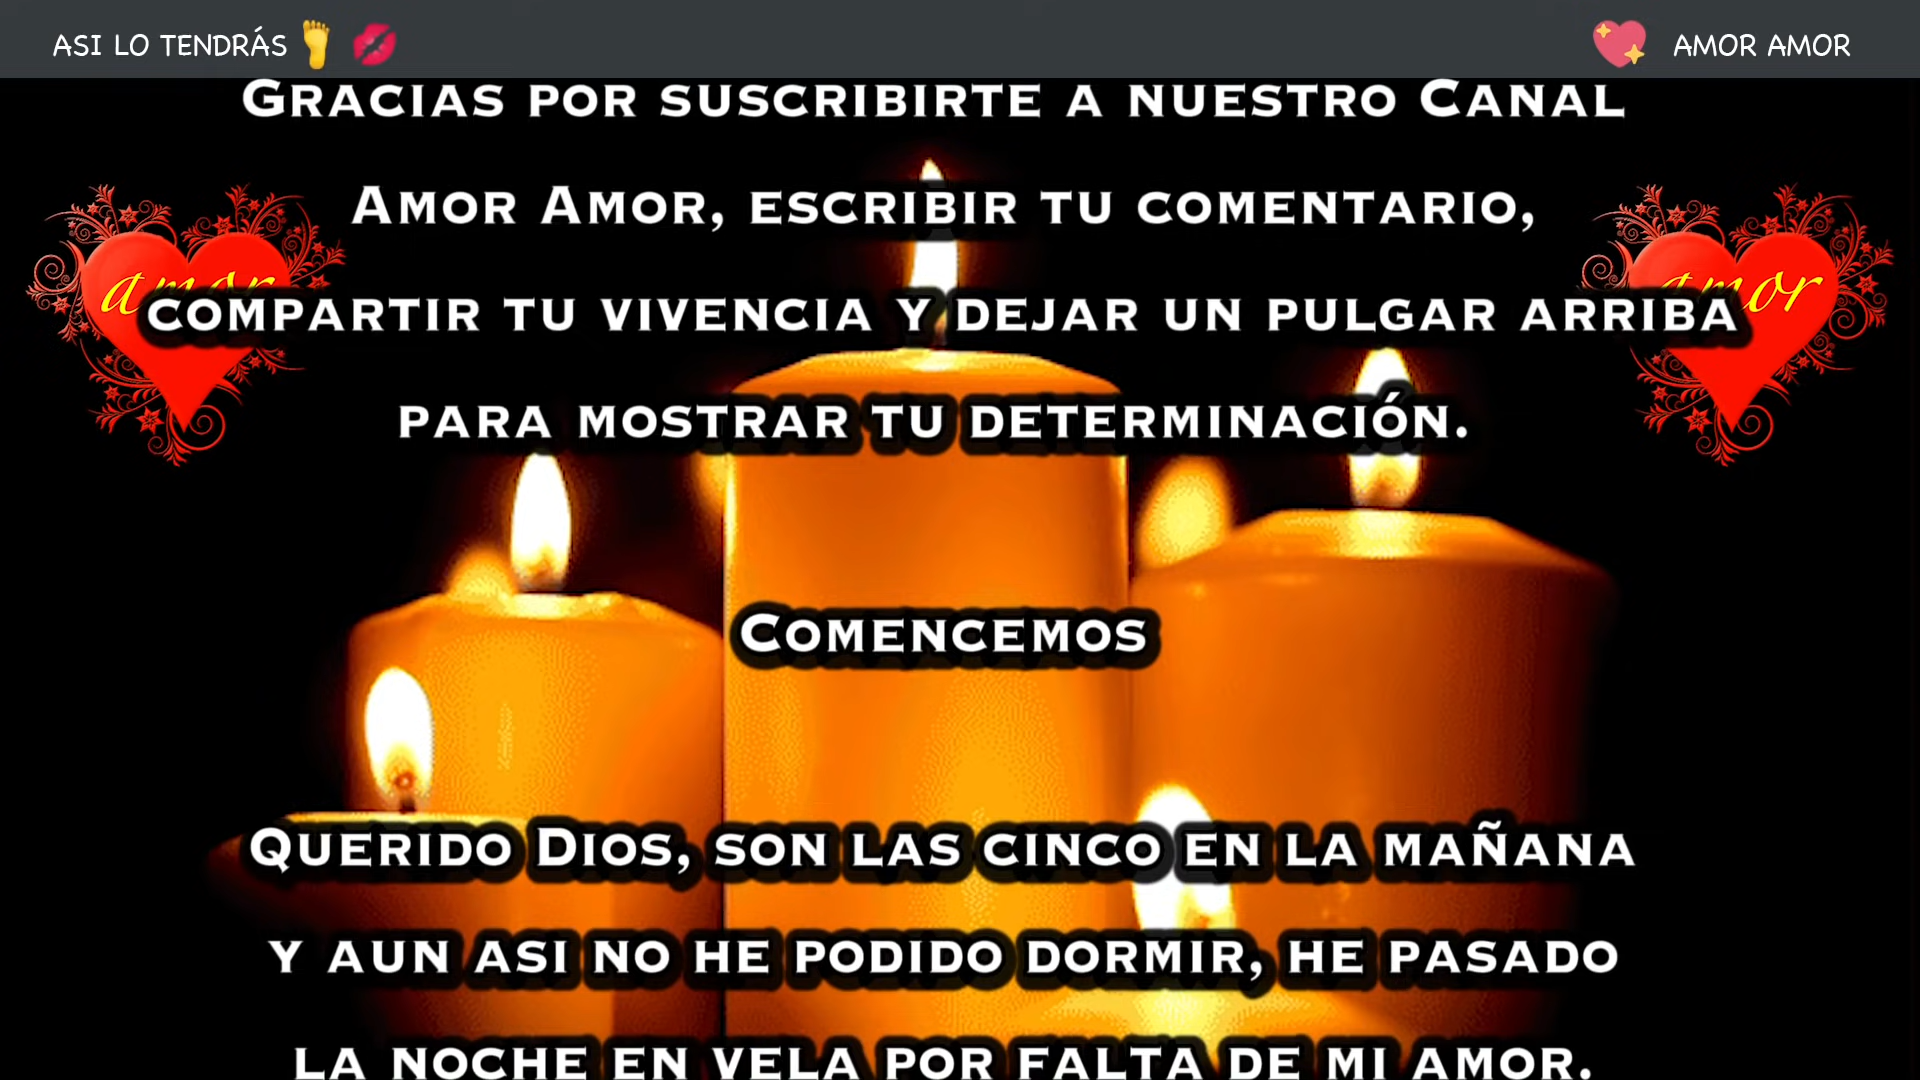 ASI LO TENDRÁS
AMOR AMOR
GRACIAS POR SUSCRIBIRTE A NUESTRO CANAL
AMOR AMOR, ESCRIBIR TU COMENTARIO,
amor
amor
COMPARTIR TU VIVENCIA Y DEJAR UN PULGAR ARRIBA
PARA MOSTRAR TU DETERMINACIÓN.
COMENCEMOS
QUERIDO DIOS, SON LAS CINCO EN LA MAÑANA
Y AUN ASI NO HE PODIDO DORMIR, HE PASADO
LA NOCHE EN VELA POR FALTA DE MI AMOR.